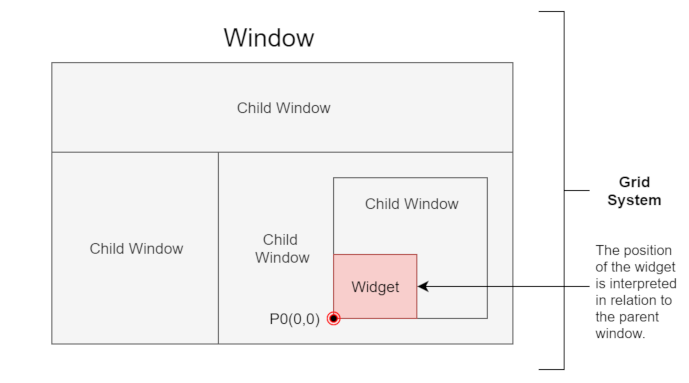 Window
Child Window
Child Window
Child
Window
Child Window
Widget
P0(0,0)
Grid
System
The position
of the widget
is interpreted
in relation to
the parent
window.